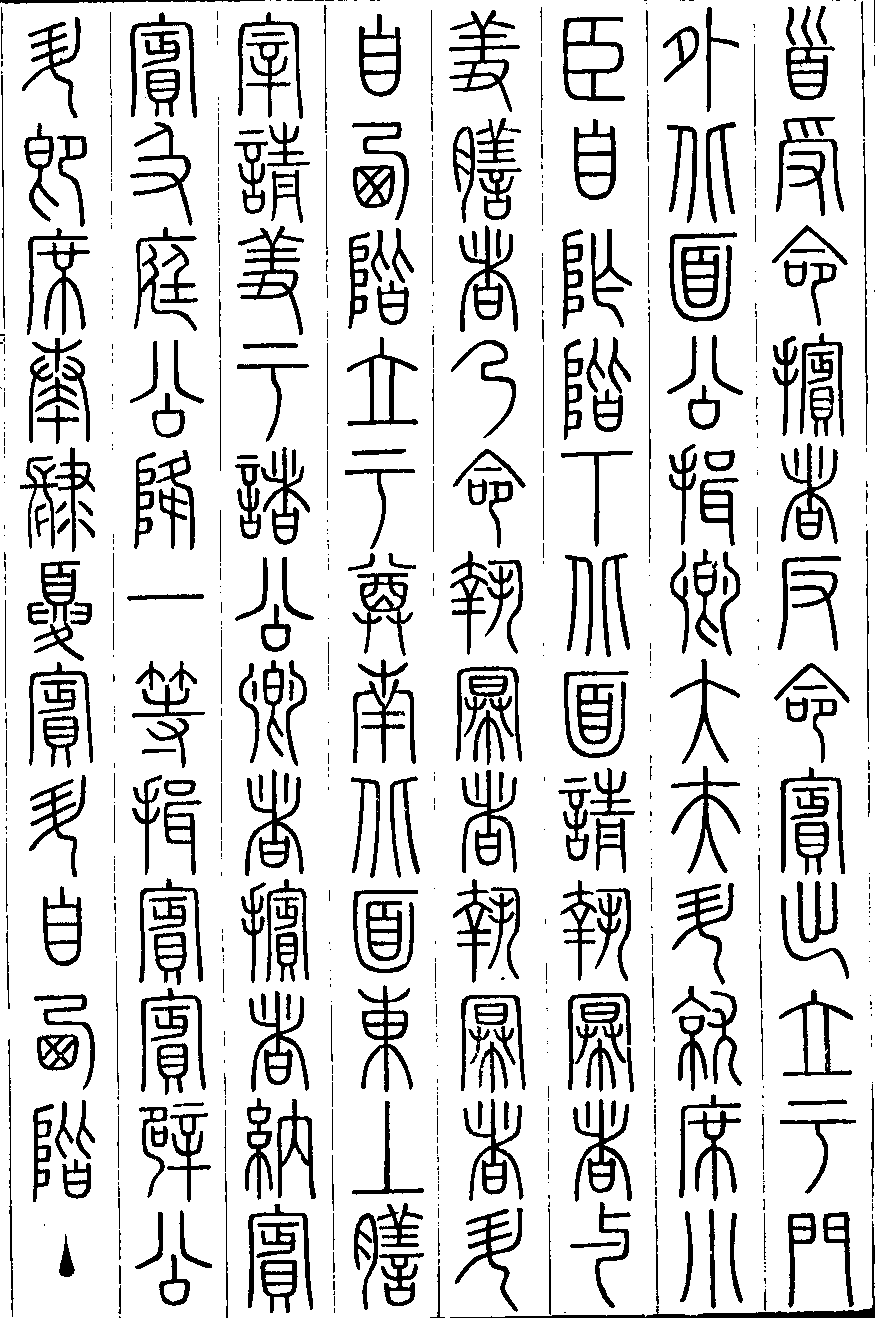 𩠐受命擯者反命賓出立于門
外北面公揖卿大夫升就席小
臣自阼階下北面請執冪者与
羞膳者乃命執冪者執冪者升
自西階立于尊南北面東上膳
宰請羞于諸公卿者擯者納賓
賓及庭公降一等揖賓賓辟公
升即席奏肆夏賓升自西階